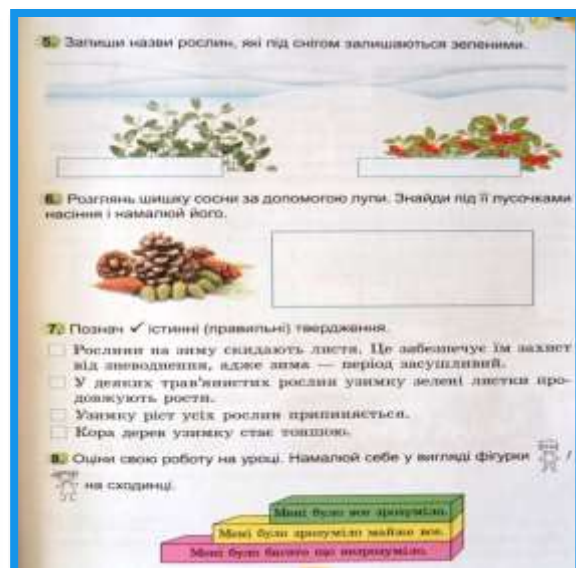 5. Запиши назви рослин, які під снігом залишаються зеленими.
6. Розглянь шишку сосни за допомогою лупи. Знайди під її лусочками
насіння і намалюй його.
7. Познач ✓ істинні (правильні) твердження.
Рослини на зиму скидають листя. Це забезпечує їм захист
від зневоднення, адже зима — період засушливий.
У деяких трав'янистих рослин узимку зелені листки про-
довжують рости.
Узимку ріст усіх рослин припиняється.
Кора дерев узимку стає товщою.
8. Оціни свою роботу на уроці. Намалюй себе у вигляді фігурки /
на сходинці.
Мені було все зрозуміло.
Мені було зрозуміло майже все.
Мені було багато що незрозуміло.